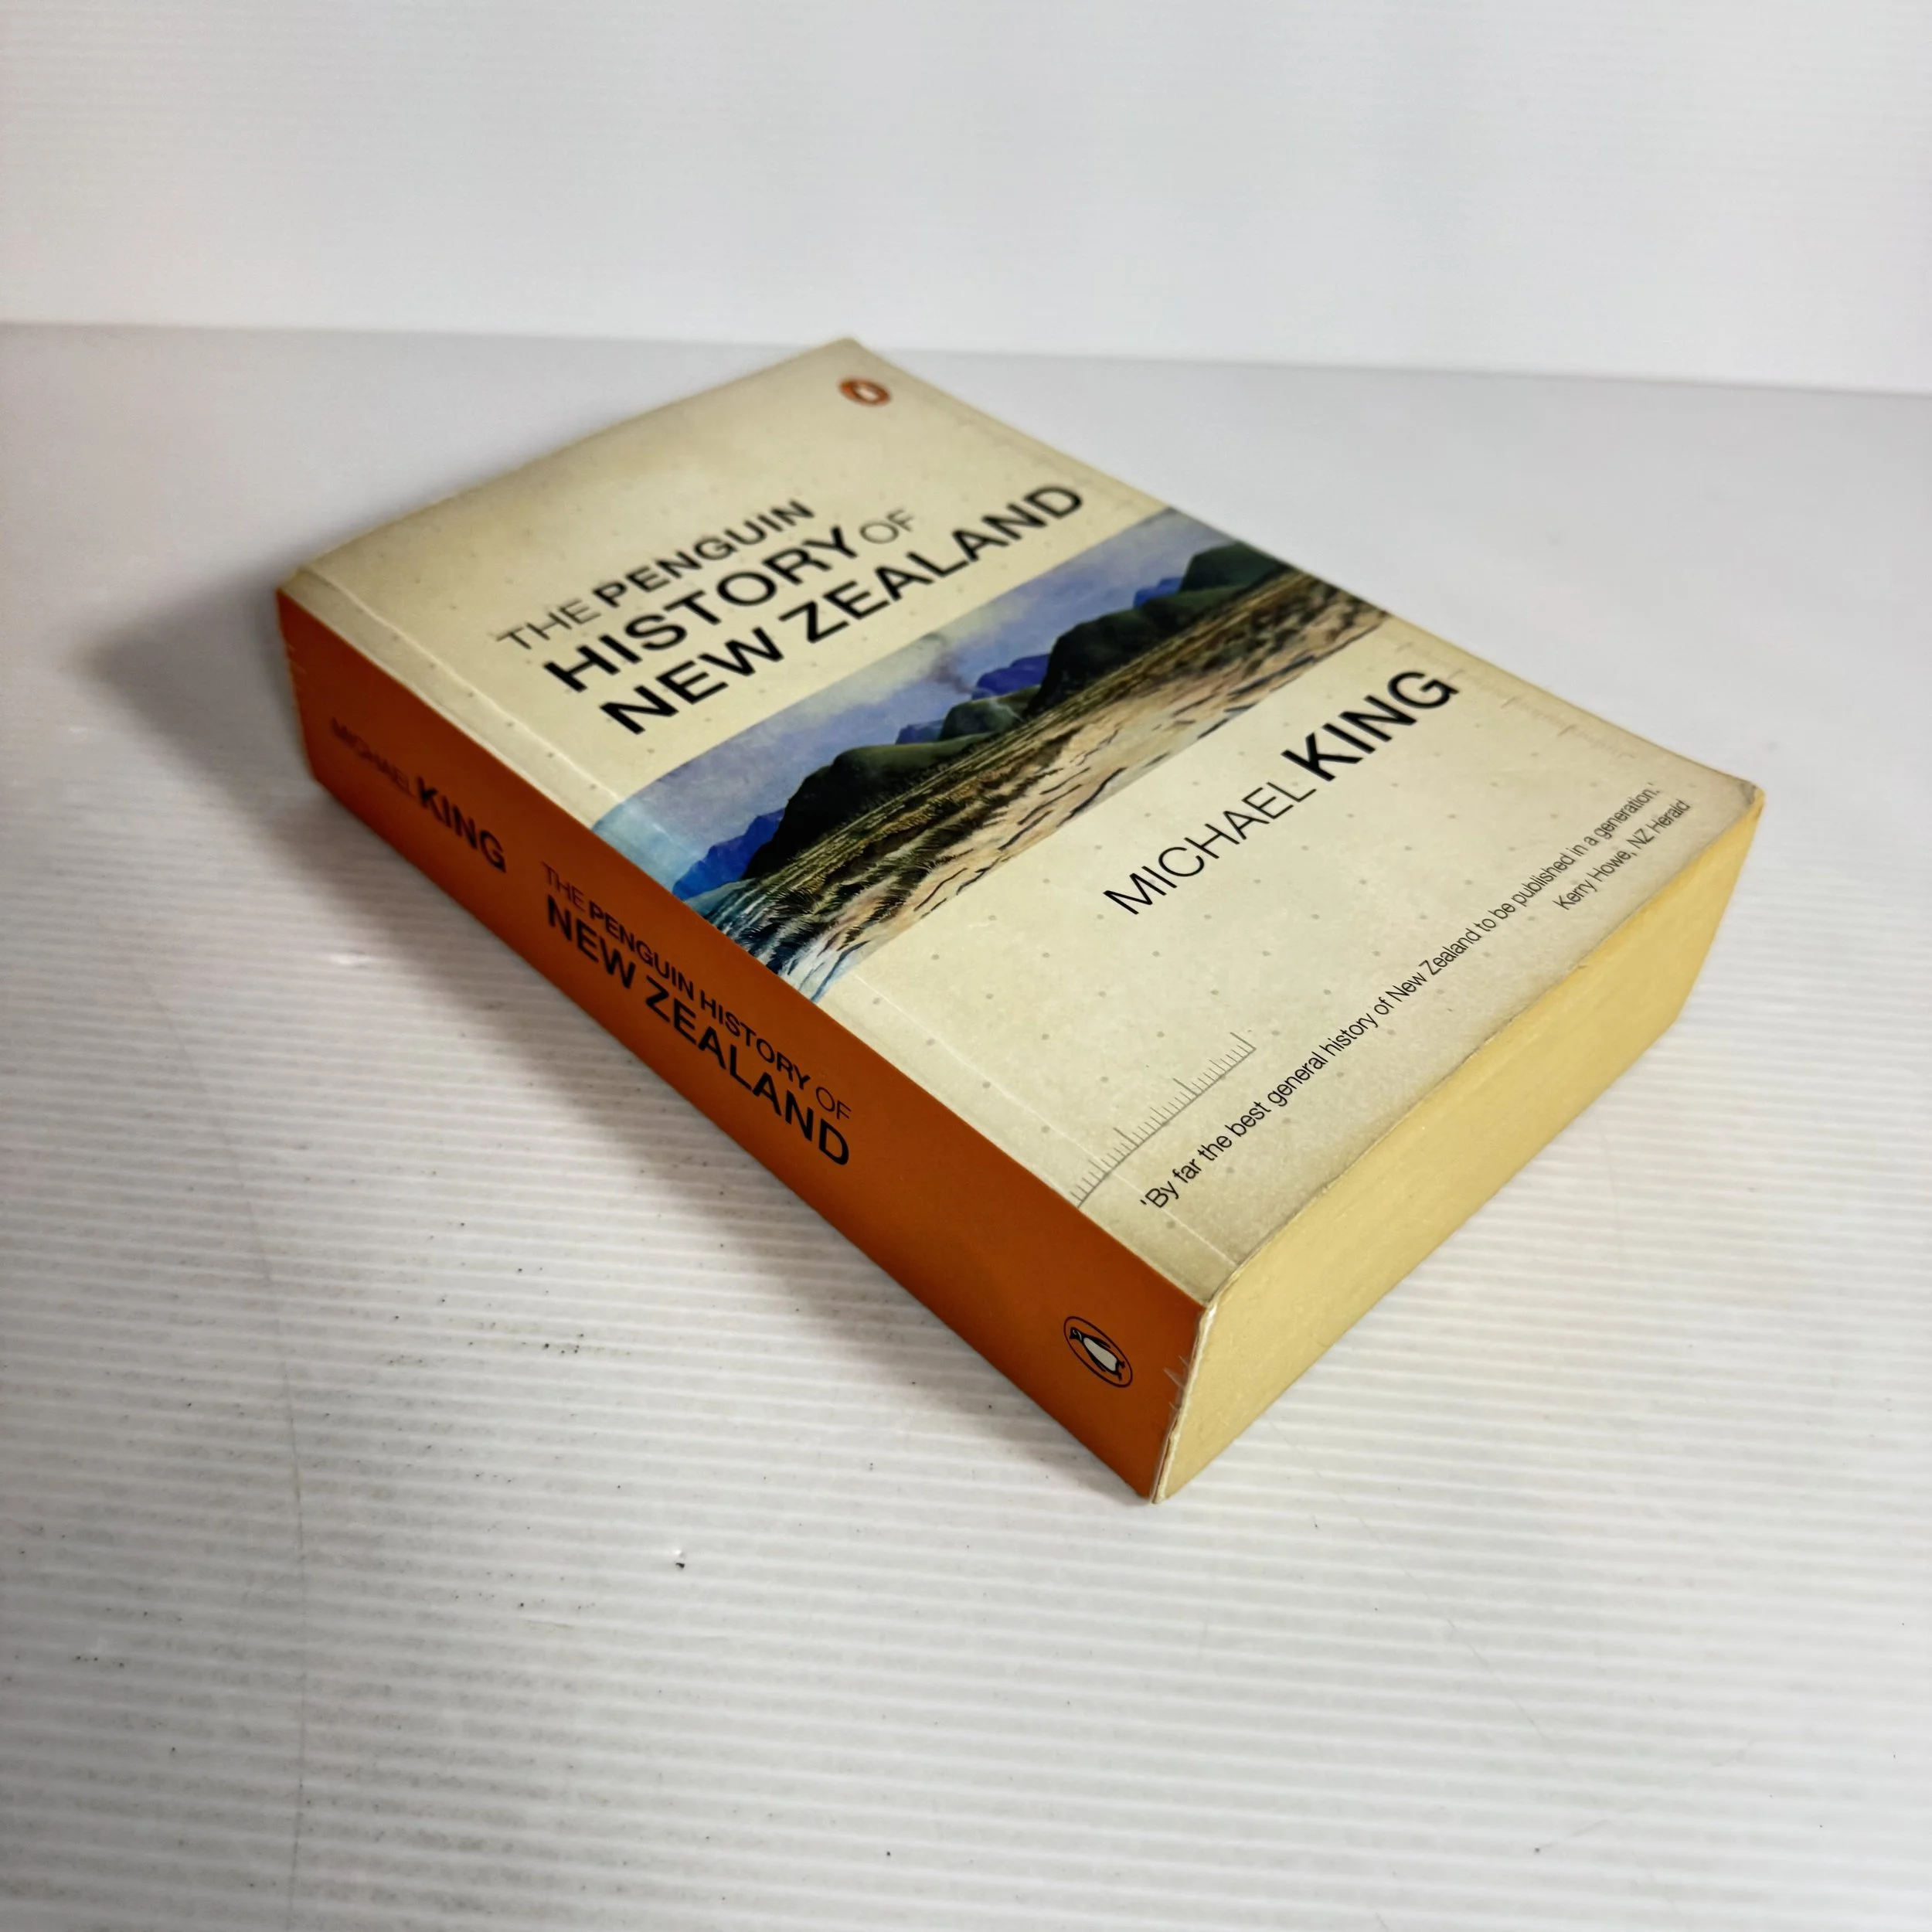 THE PENGUIN
HISTORY OF
NEW ZEALAND
MICHAEL KING
'By far the best general history of New Zealand to be published in a generation.'
Kerry Howe, NZ Herald
MICHAEL KING
THE PENGUIN HISTORY OF
NEW ZEALAND